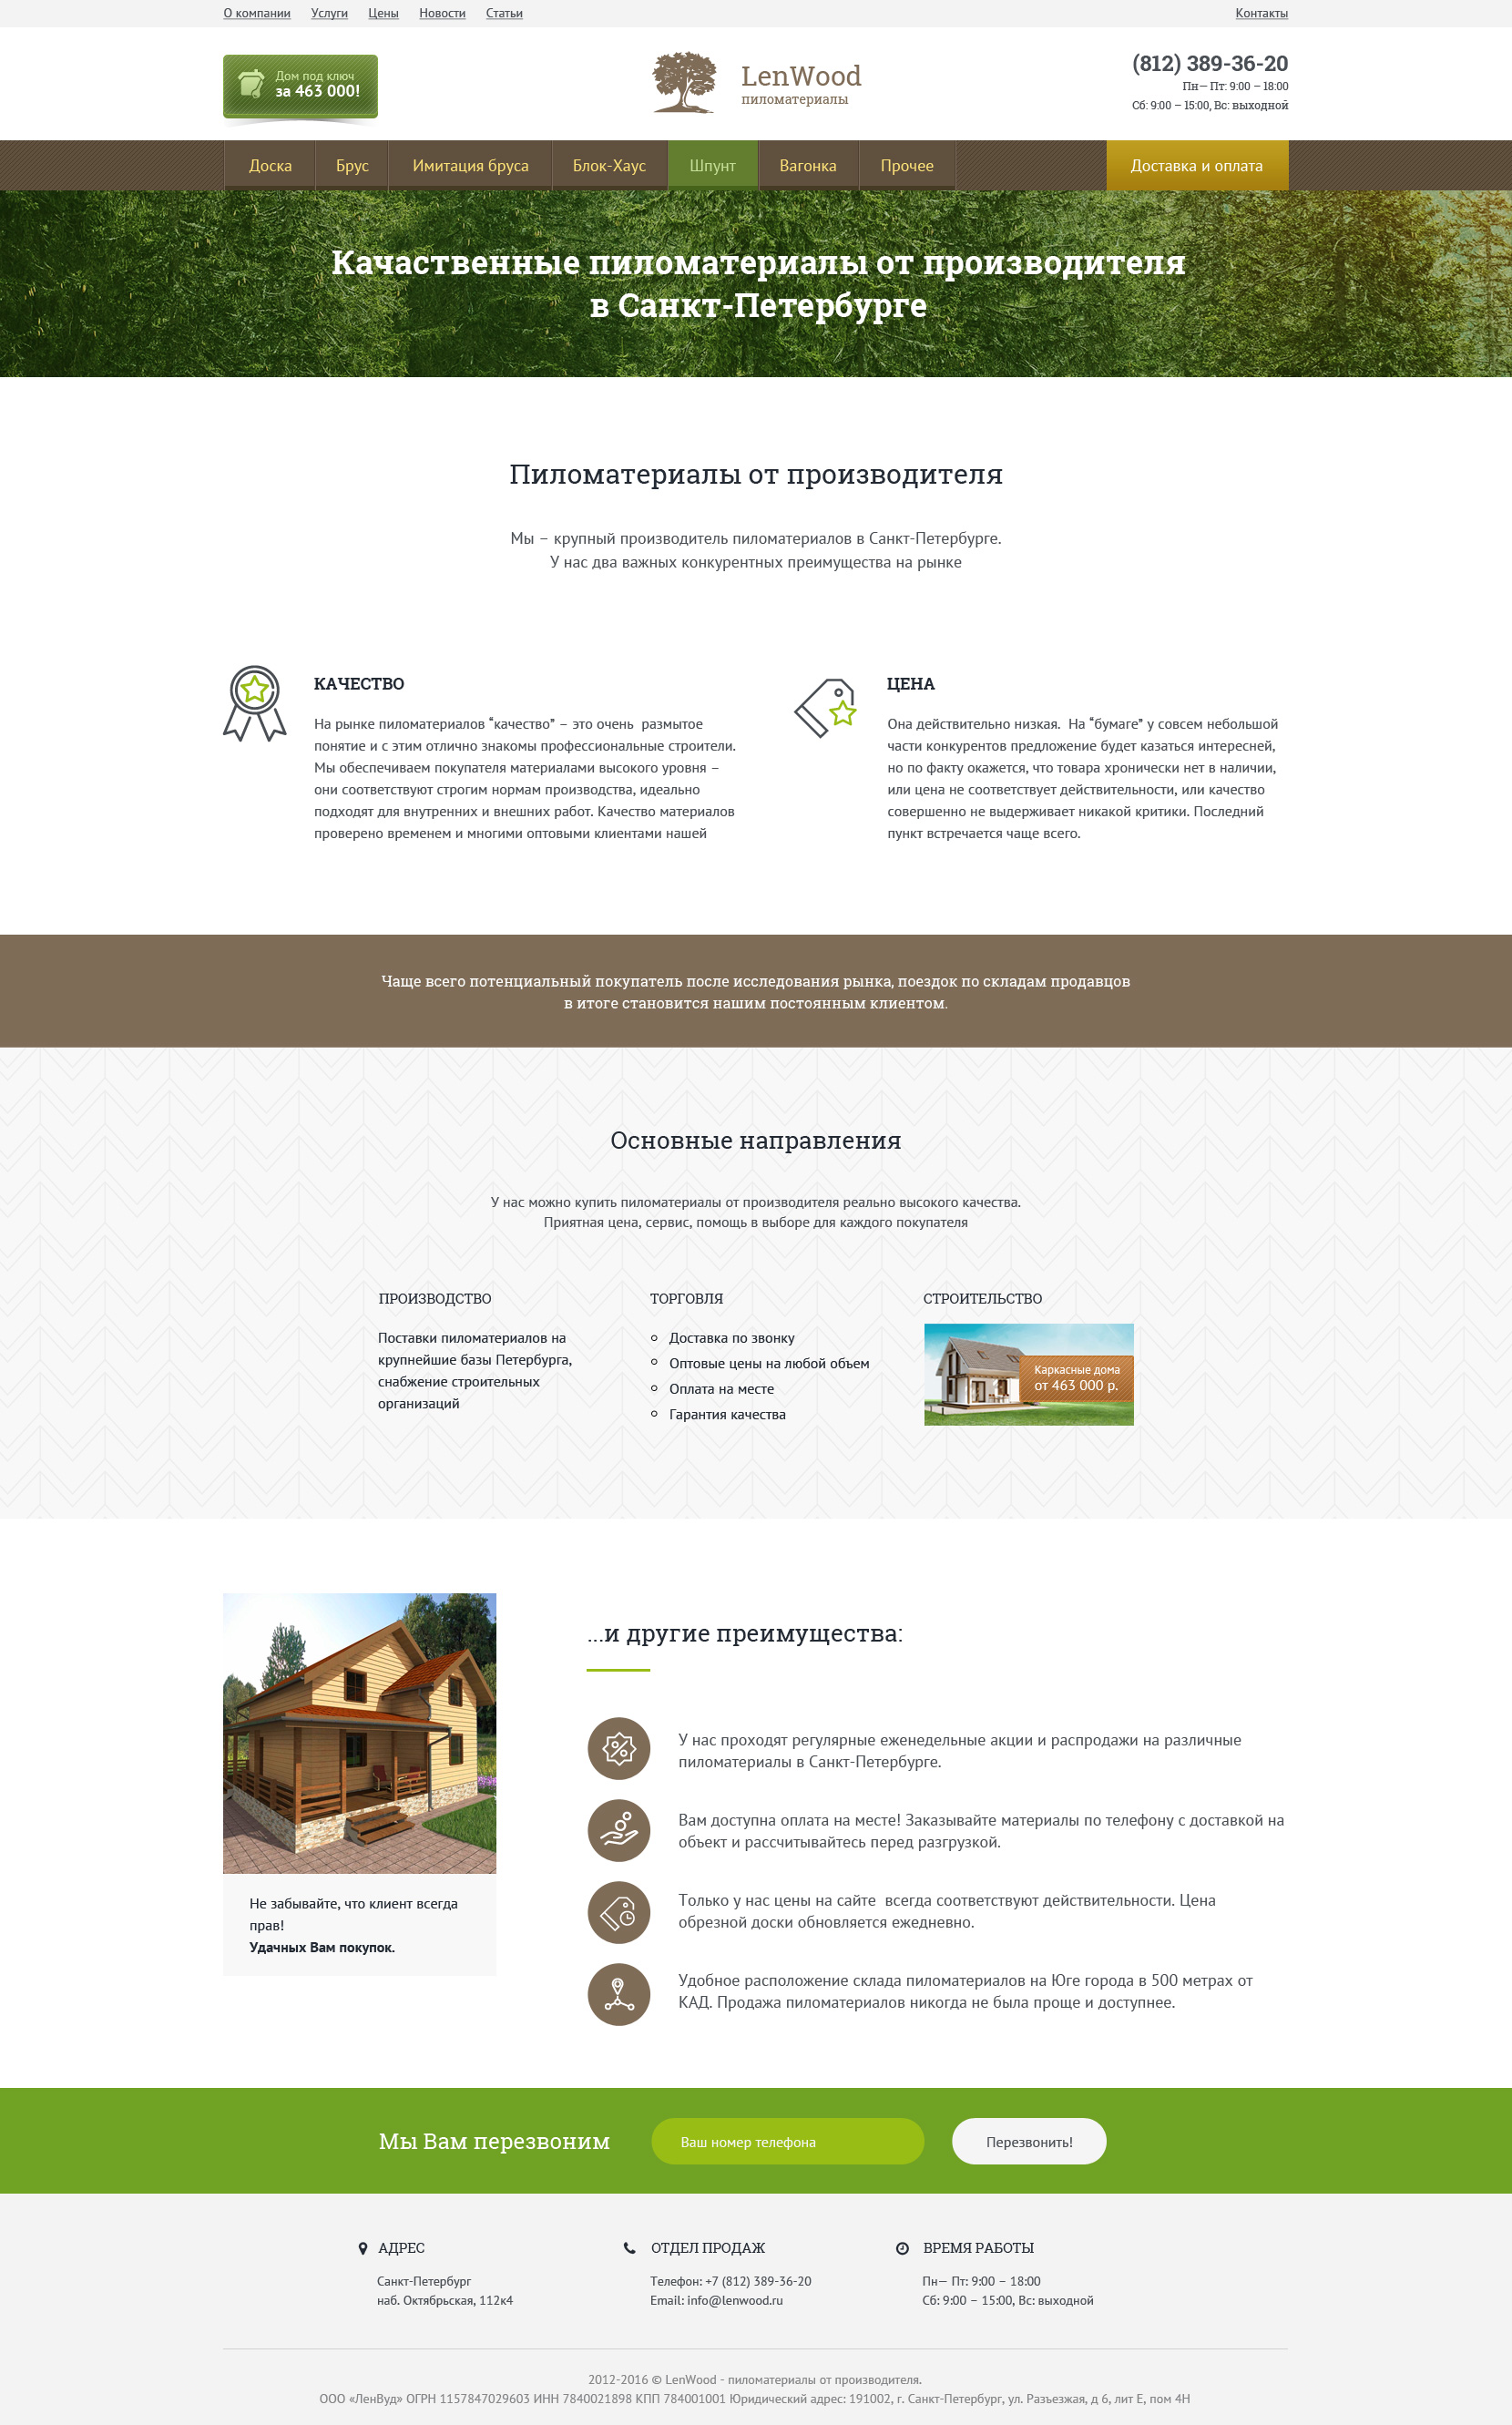 О компании Услуги Цены Новости Статьи Контакты
Дом под ключ
за 463 000!
LenWood
пиломатериалы
(812) 389-36-20
Пн— Пт: 9:00 – 18:00
Сб: 9:00 – 15:00, Вс: выходной
Доска Брус Имитация бруса Блок-Хаус Шпунт Вагонка Прочее Доставка и оплата
Качаственные пиломатериалы от производителя
в Санкт-Петербурге
Пиломатериалы от производителя
Мы – крупный производитель пиломатериалов в Санкт-Петербурге.
У нас два важных конкурентных преимущества на рынке
КАЧЕСТВО
На рынке пиломатериалов “качество” – это очень размытое
понятие и с этим отлично знакомы профессиональные строители.
Мы обеспечиваем покупателя материалами высокого уровня –
они соответствуют строгим нормам производства, идеально
подходят для внутренних и внешних работ. Качество материалов
проверено временем и многими оптовыми клиентами нашей
ЦЕНА
Она действительно низкая. На “бумаге” у совсем небольшой
части конкурентов предложение будет казаться интересней,
но по факту окажется, что товара хронически нет в наличии,
или цена не соответствует действительности, или качество
совершенно не выдерживает никакой критики. Последний
пункт встречается чаще всего.
Чаще всего потенциальный покупатель после исследования рынка, поездок по складам продавцов
в итоге становится нашим постоянным клиентом.
Основные направления
У нас можно купить пиломатериалы от производителя реально высокого качества.
Приятная цена, сервис, помощь в выборе для каждого покупателя
ПРОИЗВОДСТВО
Поставки пиломатериалов на
крупнейшие базы Петербурга,
снабжение строительных
организаций
ТОРГОВЛЯ
Доставка по звонку
Оптовые цены на любой объем
Оплата на месте
Гарантия качества
СТРОИТЕЛЬСТВО
Каркасные дома
от 463 000 р.
Не забывайте, что клиент всегда
прав!
Удачных Вам покупок.
...и другие преимущества:
У нас проходят регулярные еженедельные акции и распродажи на различные
пиломатериалы в Санкт-Петербурге.
Вам доступна оплата на месте! Заказывайте материалы по телефону с доставкой на
объект и рассчитывайтесь перед разгрузкой.
Только у нас цены на сайте всегда соответствуют действительности. Цена
обрезной доски обновляется ежедневно.
Удобное расположение склада пиломатериалов на Юге города в 500 метрах от
КАД. Продажа пиломатериалов никогда не была проще и доступнее.
Мы Вам перезвоним
Ваш номер телефона
Перезвонить!
АДРЕС
Санкт-Петербург
наб. Октябрьская, 112к4
ОТДЕЛ ПРОДАЖ
Телефон: +7 (812) 389-36-20
Email: info@lenwood.ru
ВРЕМЯ РАБОТЫ
Пн— Пт: 9:00 – 18:00
Сб: 9:00 – 15:00, Вс: выходной
2012-2016 © LenWood - пиломатериалы от производителя.
ООО «ЛенВуд» ОГРН 1157847029603 ИНН 7840021898 КПП 784001001 Юридический адрес: 191002, г. Санкт-Петербург, ул. Разъезжая, д 6, лит Е, пом 4Н